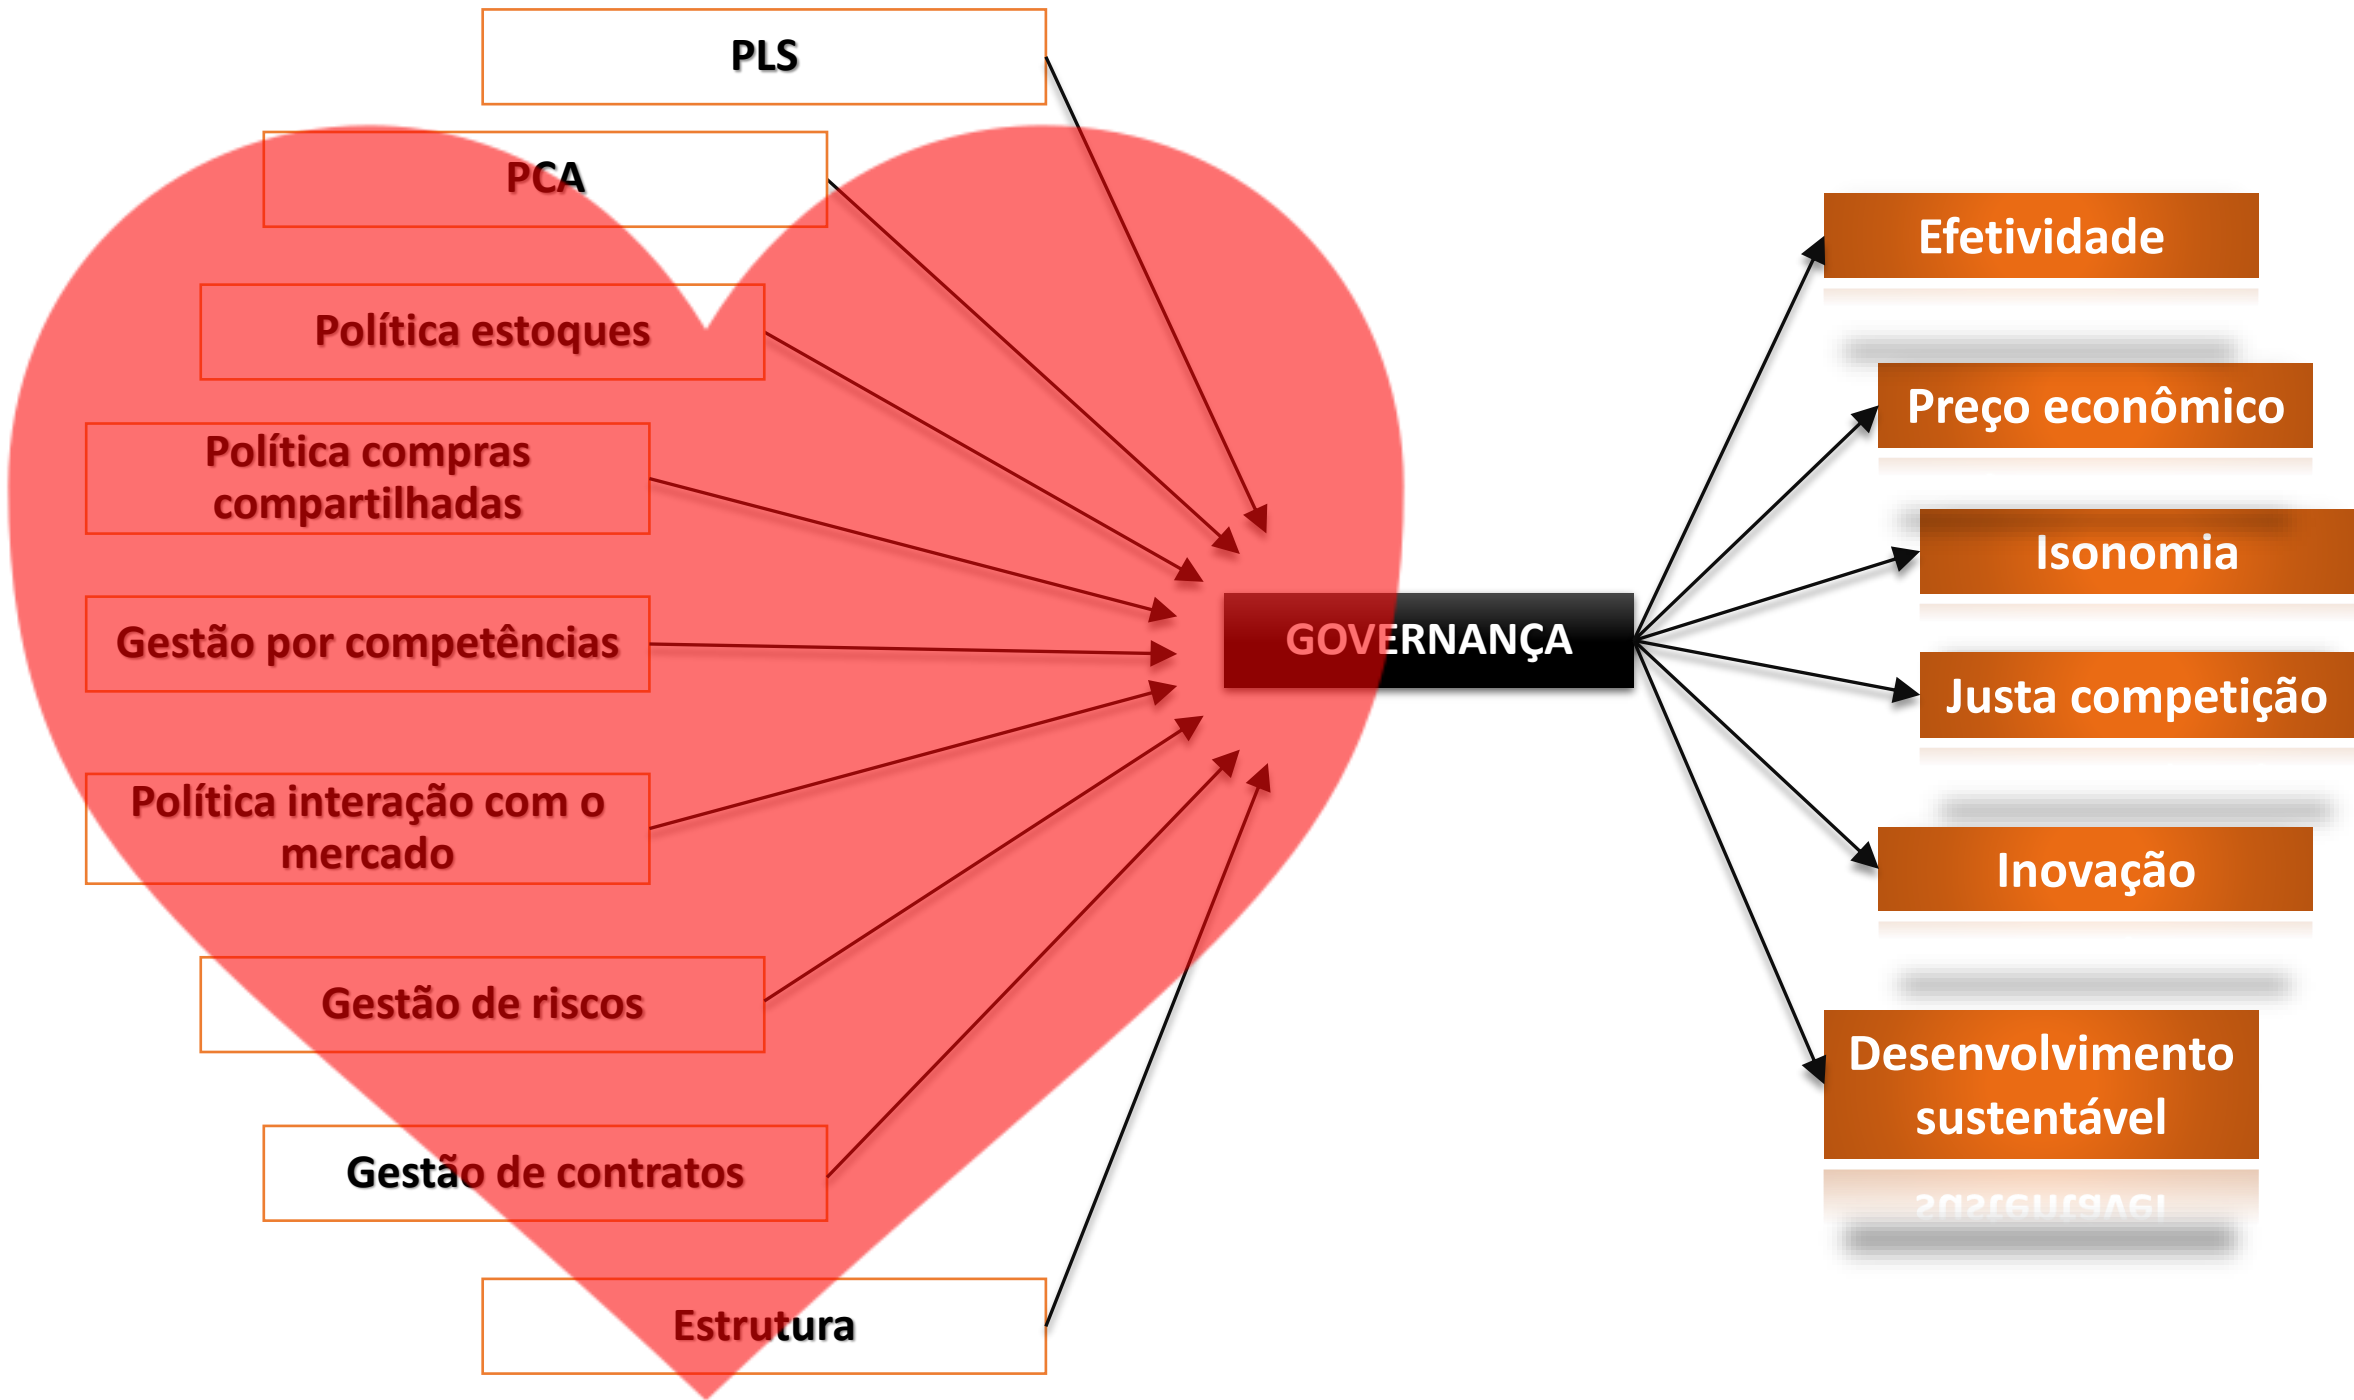 PLS
PCA
Política estoques
Política compras
compartilhadas
Gestão por competências
Política interação com o
mercado
Gestão de riscos
Gestão de contratos
Estrutura
GOVERNANÇA
Efetividade
Preço econômico
Isonomia
Justa competição
Inovação
Desenvolvimento
sustentável